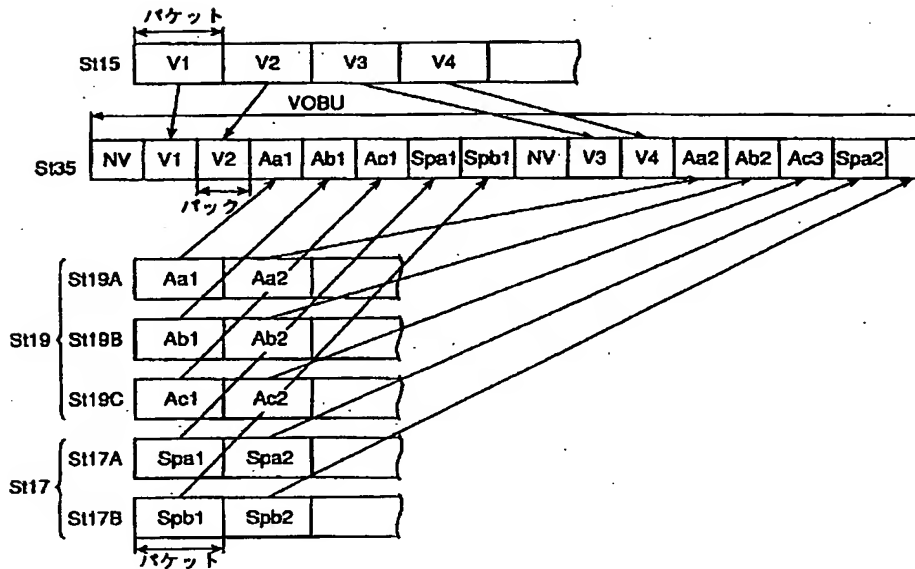 パケット
St15 V1 V2 V3 V4
VOBU
St35 NV V1 V2 Aa1 Ab1 Ac1 Spa1 Spb1 NV V3 V4 Aa2 Ab2 Ac3 Spa2
パック
St19
St19A Aa1 Aa2
St19B Ab1 Ab2
St19C Ac1 Ac2
St17
St17A Spa1 Spa2
St17B Spb1 Spb2
パケット